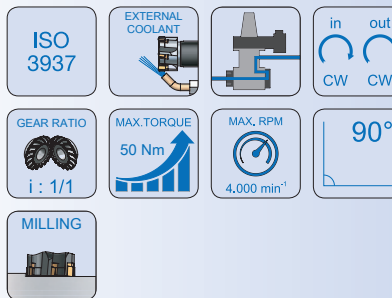 ISO
3937
EXTERNAL
COOLANT
in out
CW CW
GEAR RATIO
i : 1/1
MAX.TORQUE
50 Nm
MAX. RPM
4.000 min⁻¹
90°
MILLING